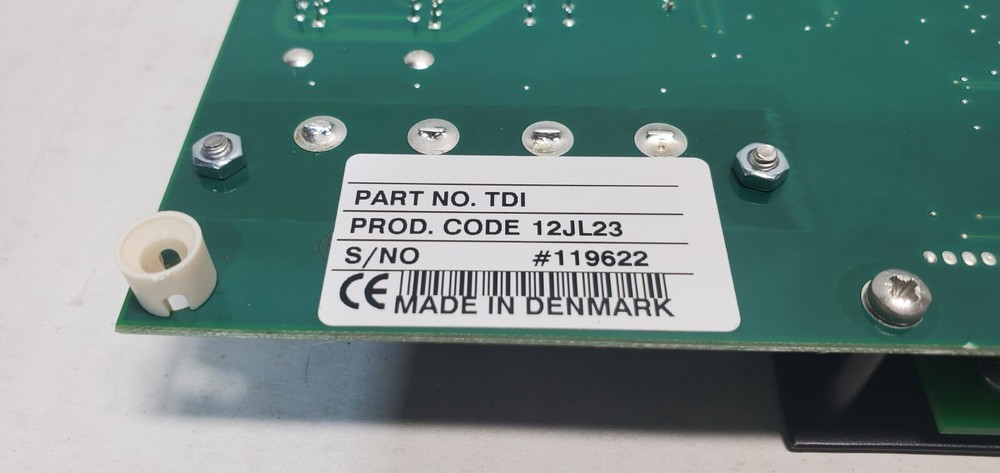 PART NO. TDI
PROD. CODE 12JL23
S/NO #119622
CE MADE IN DENMARK